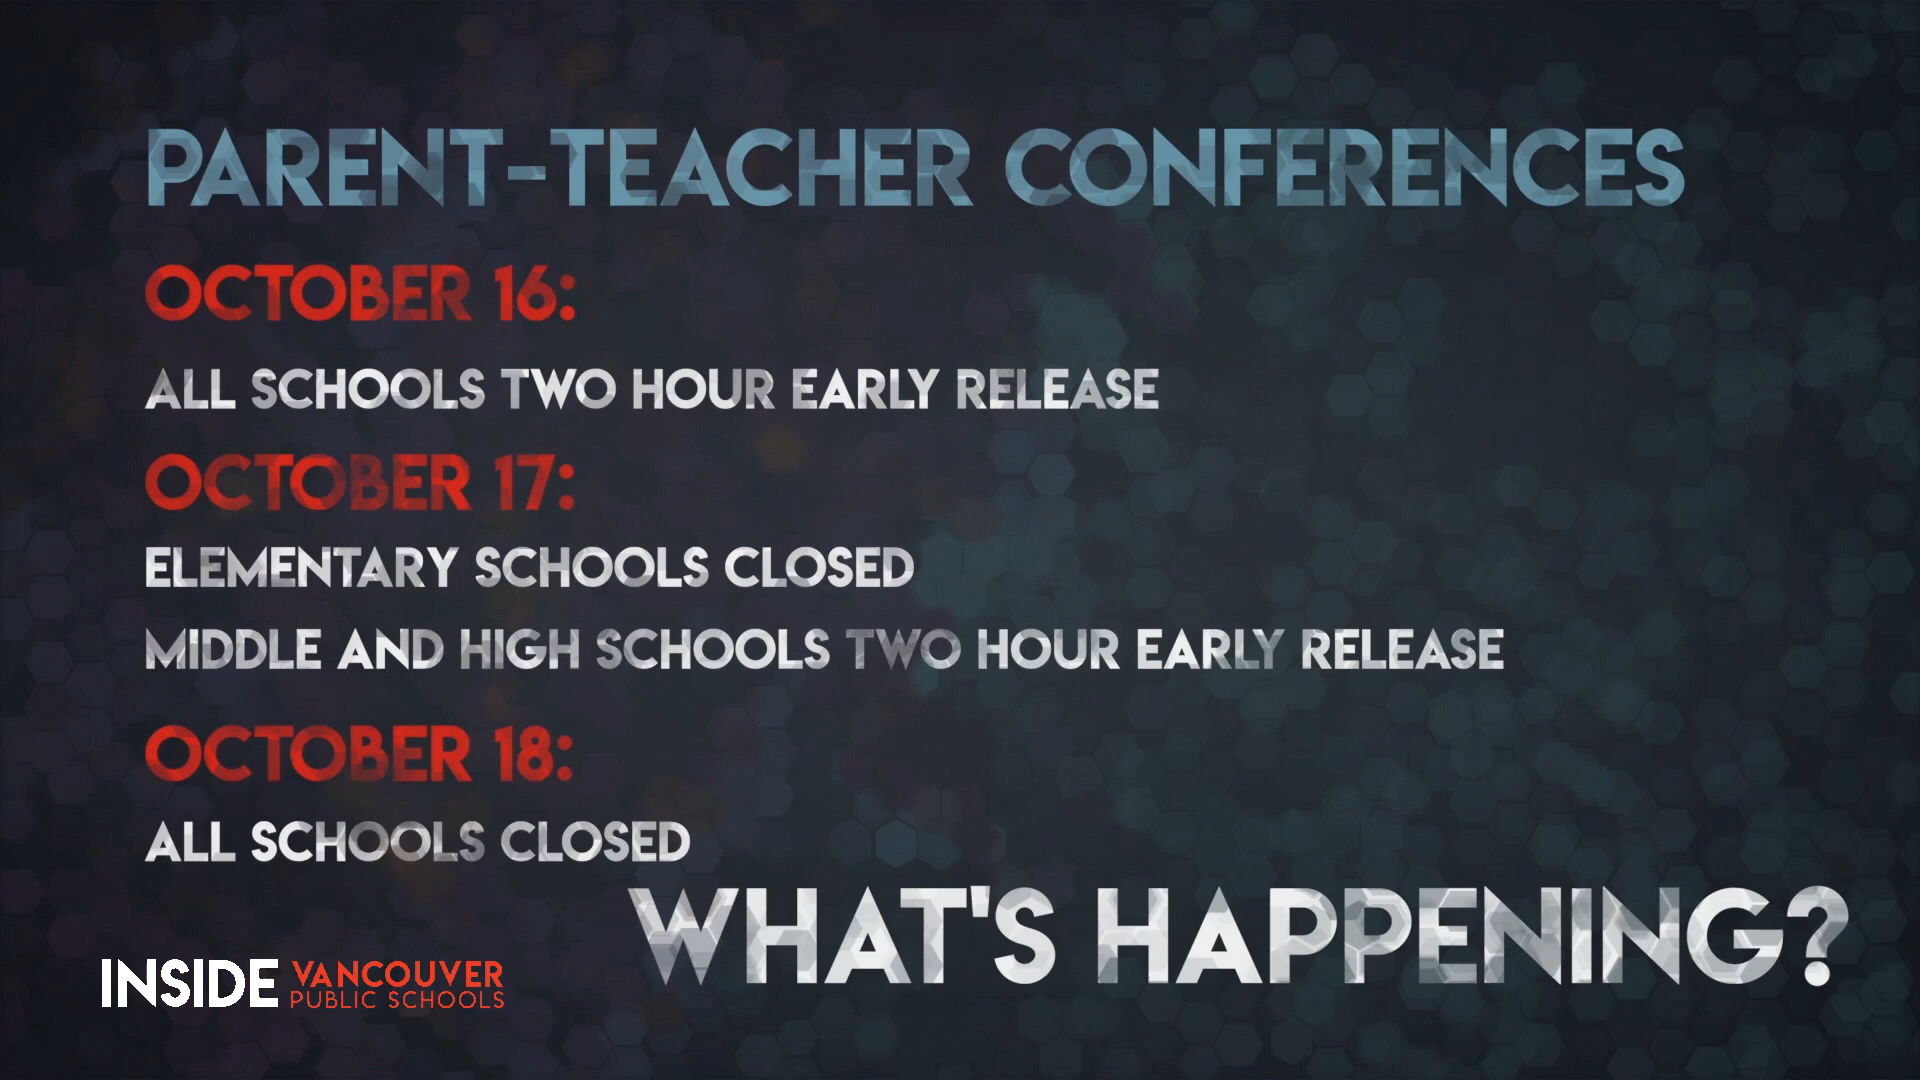 PARENT-TEACHER CONFERENCES
OCTOBER 16:
ALL SCHOOLS TWO HOUR EARLY RELEASE
OCTOBER 17:
ELEMENTARY SCHOOLS CLOSED
MIDDLE AND HIGH SCHOOLS TWO HOUR EARLY RELEASE
OCTOBER 18:
ALL SCHOOLS CLOSED
WHAT'S HAPPENING?
INSIDE VANCOUVER
PUBLIC SCHOOLS